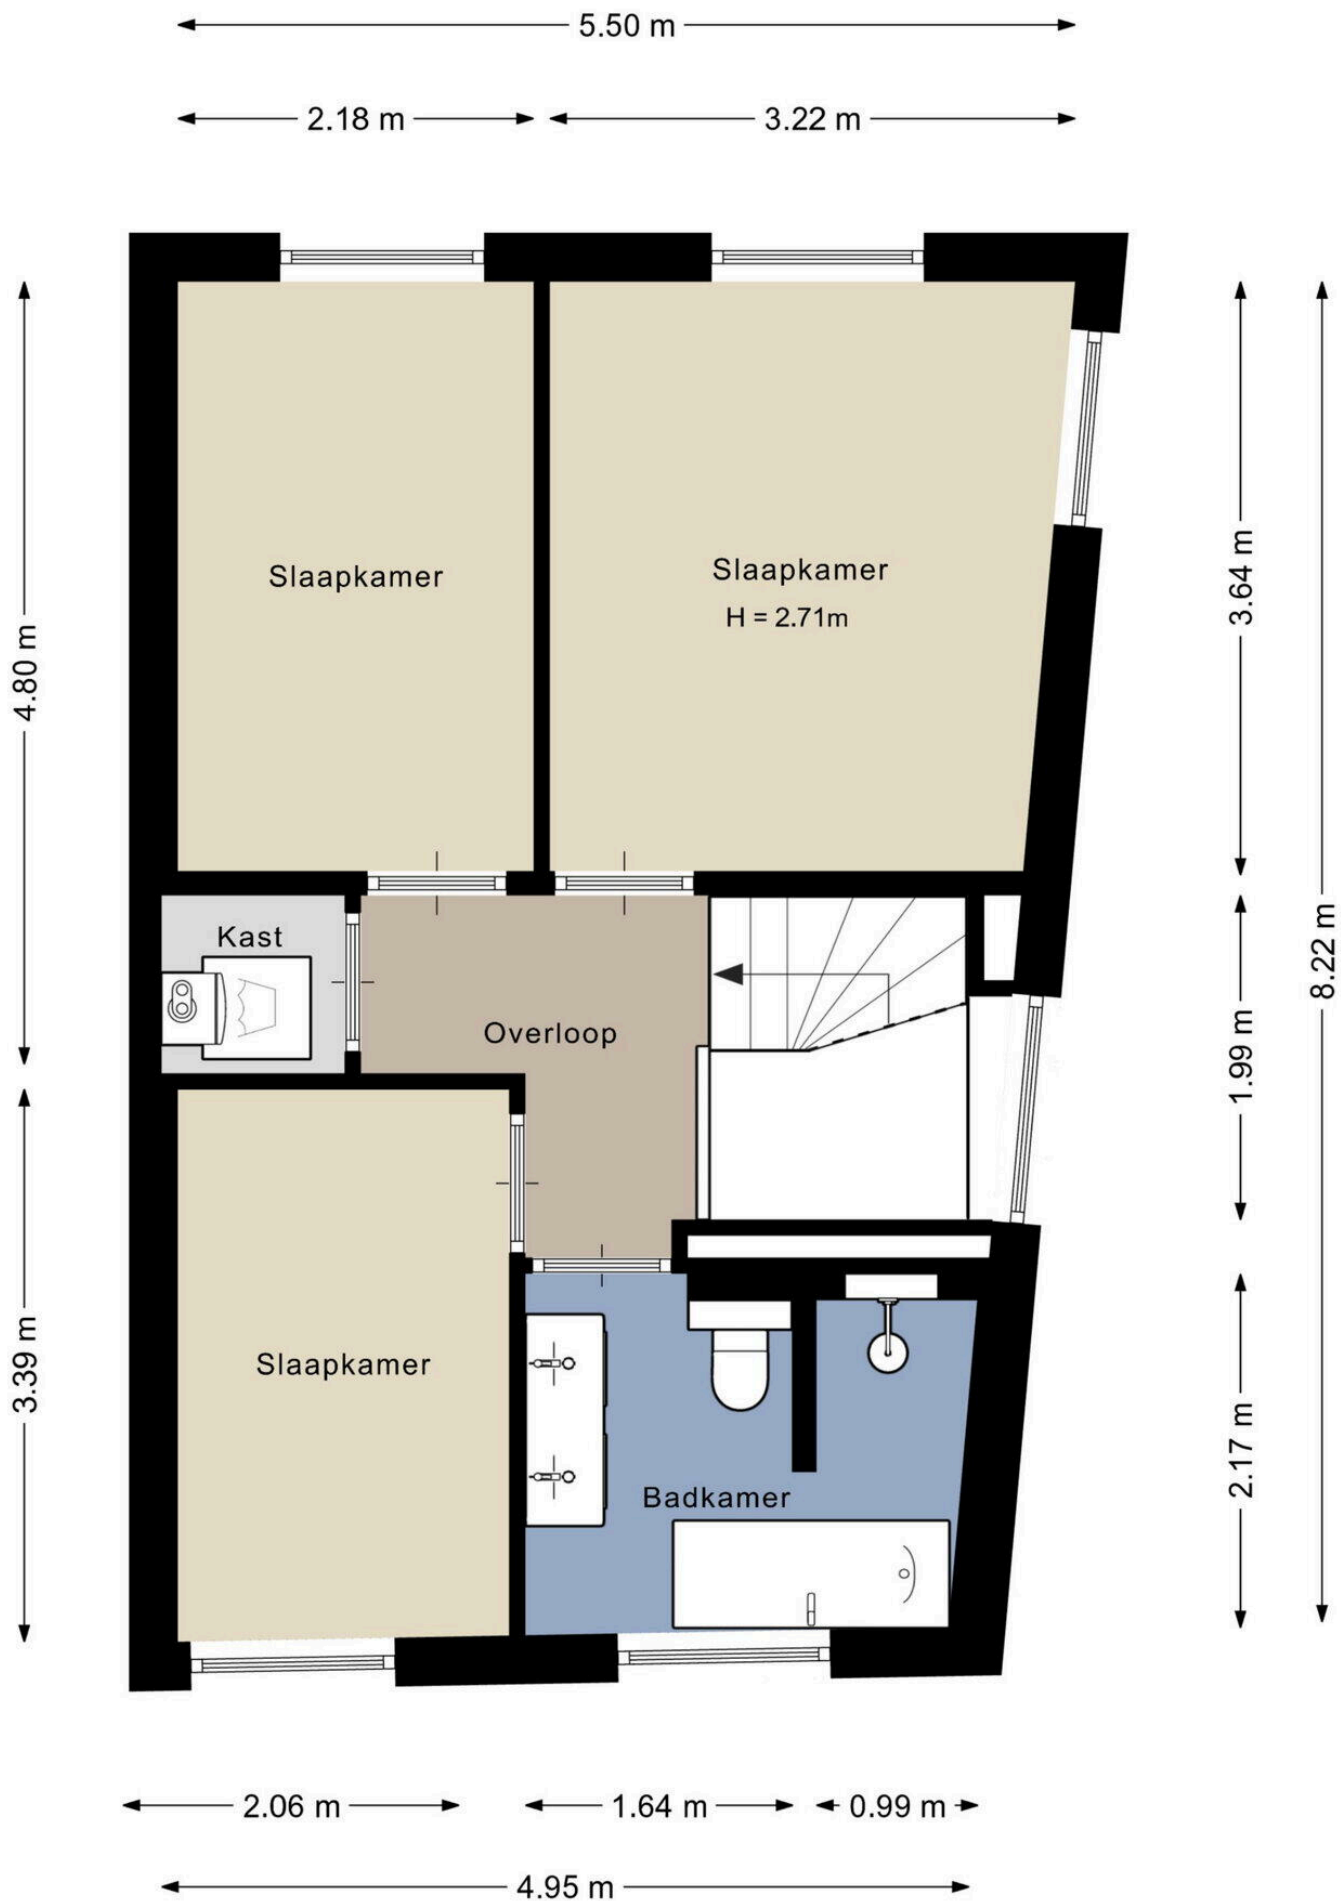 5.50 m
2.18 m
3.22 m
Slaapkamer
Slaapkamer
H = 2.71m
3.64 m
4.80 m
Kast
8.22 m
Overloop
1.99 m
Slaapkamer
3.39 m
2.17 m
Badkamer
2.06 m
1.64 m
0.99 m
4.95 m